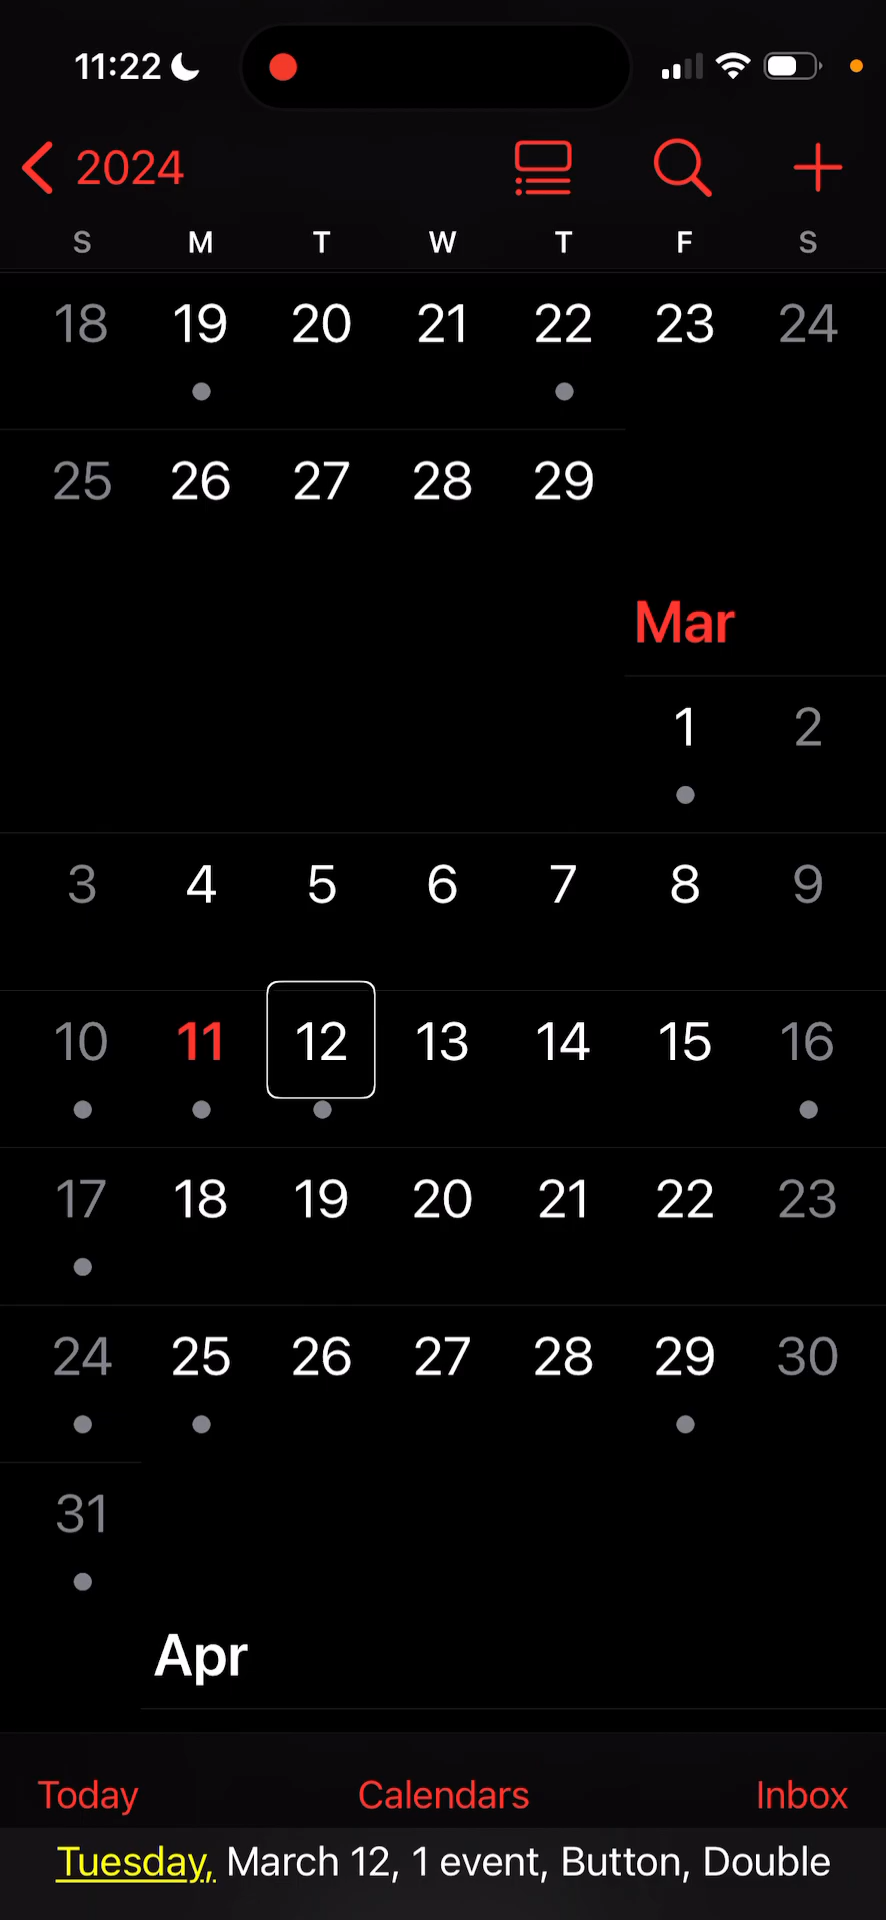 11:22
2024
S M T W T F S
18 19 20 21 22 23 24
25 26 27 28 29
Mar
1 2
3 4 5 6 7 8 9
10 11 12 13 14 15 16
17 18 19 20 21 22 23
24 25 26 27 28 29 30
31
Apr
Today Calendars Inbox
Tuesday, March 12, 1 event, Button, Double